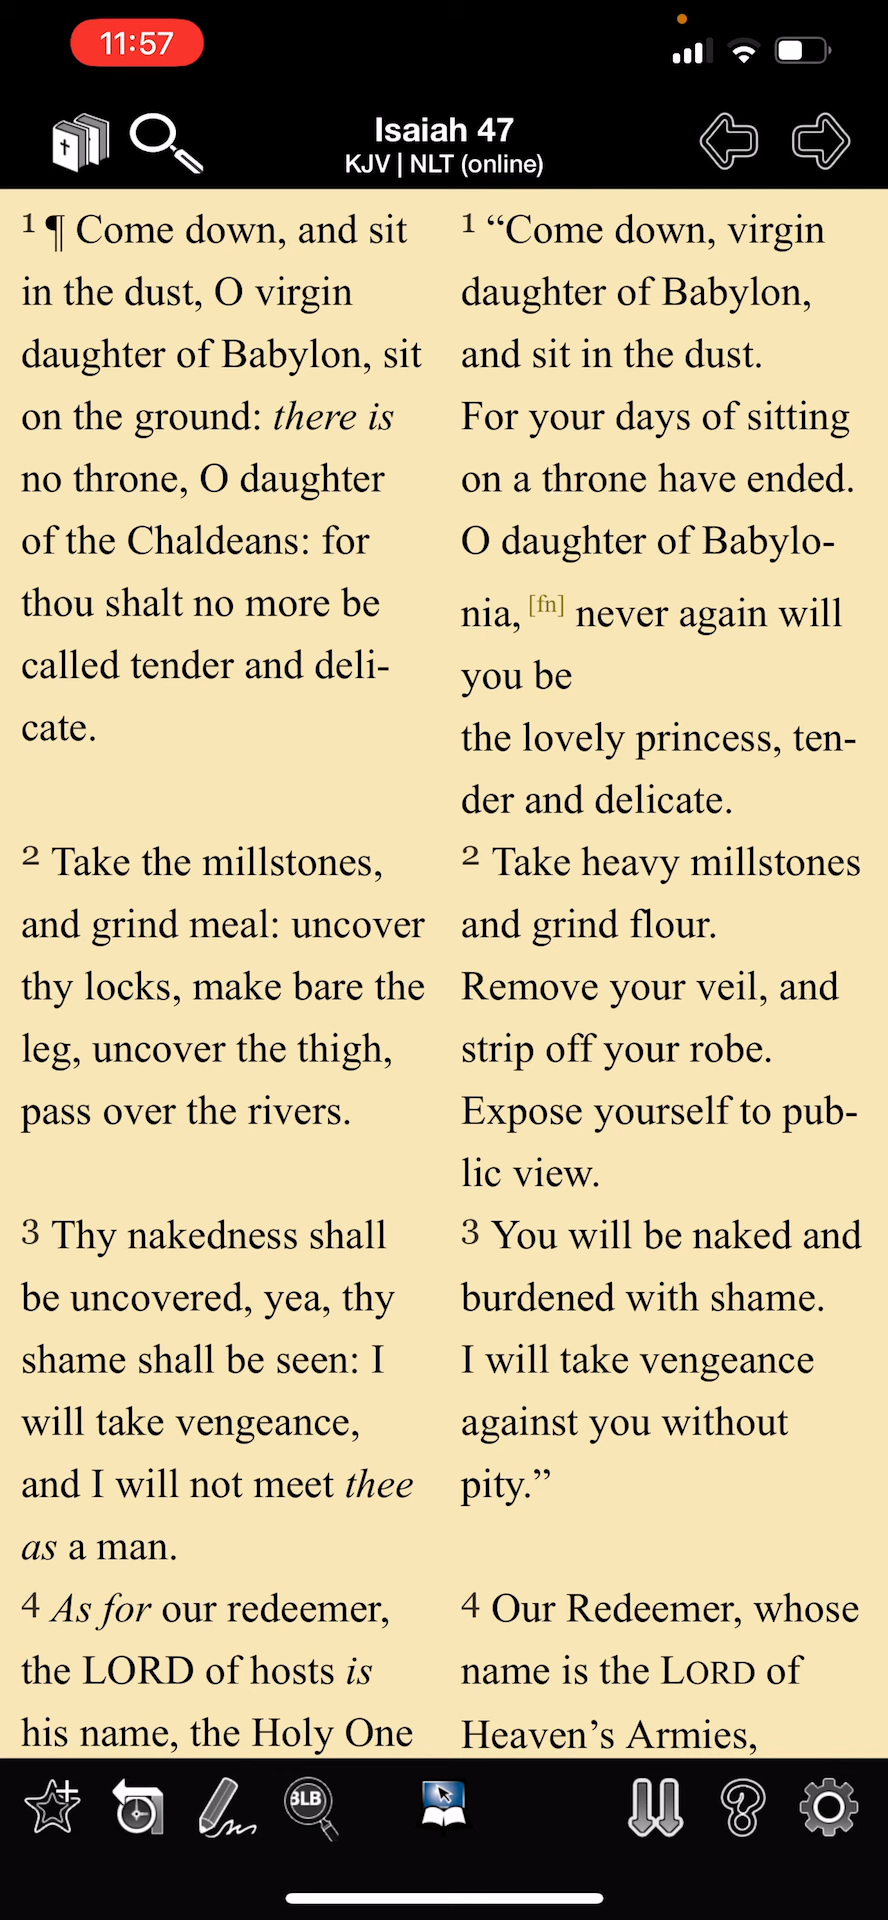 11:57
Isaiah 47
KJV | NLT (online)
1 ¶ Come down, and sit
in the dust, O virgin
daughter of Babylon, sit
on the ground: there is
no throne, O daughter
of the Chaldeans: for
thou shalt no more be
called tender and deli-
cate.
2 Take the millstones,
and grind meal: uncover
thy locks, make bare the
leg, uncover the thigh,
pass over the rivers.
3 Thy nakedness shall
be uncovered, yea, thy
shame shall be seen: I
will take vengeance,
and I will not meet thee
as a man.
4 As for our redeemer,
the LORD of hosts is
his name, the Holy One
1 “Come down, virgin
daughter of Babylon,
and sit in the dust.
For your days of sitting
on a throne have ended.
O daughter of Babylo-
nia, [fn] never again will
you be
the lovely princess, ten-
der and delicate.
2 Take heavy millstones
and grind flour.
Remove your veil, and
strip off your robe.
Expose yourself to pub-
lic view.
3 You will be naked and
burdened with shame.
I will take vengeance
against you without
pity.”
4 Our Redeemer, whose
name is the LORD of
Heaven’s Armies,
BLB